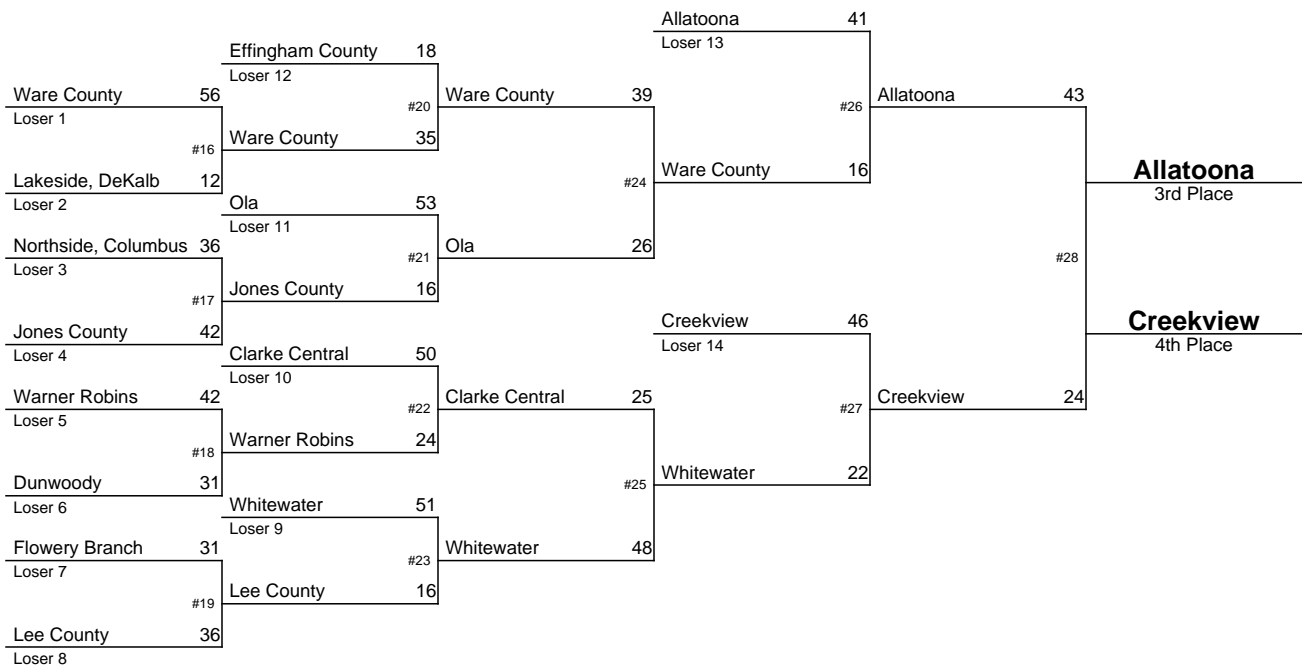 Allatoona 41
Loser 13
Effingham County 18
Loser 12
Ware County 56
Loser 1
#20
Ware County 39
#26
Allatoona 43
#16
Ware County 35
Lakeside, DeKalb 12
Loser 2
#24
Ware County 16
Allatoona
3rd Place
Ola 53
Loser 11
Northside, Columbus 36
Loser 3
#21
Ola 26
#28
#17
Jones County 16
Jones County 42
Loser 4
Creekview 46
Loser 14
Creekview
4th Place
Clarke Central 50
Loser 10
Warner Robins 42
Loser 5
#22
Clarke Central 25
#27
Creekview 24
#18
Warner Robins 24
Dunwoody 31
Loser 6
#25
Whitewater 22
Whitewater 51
Loser 9
Flowery Branch 31
Loser 7
#23
Whitewater 48
#19
Lee County 16
Lee County 36
Loser 8